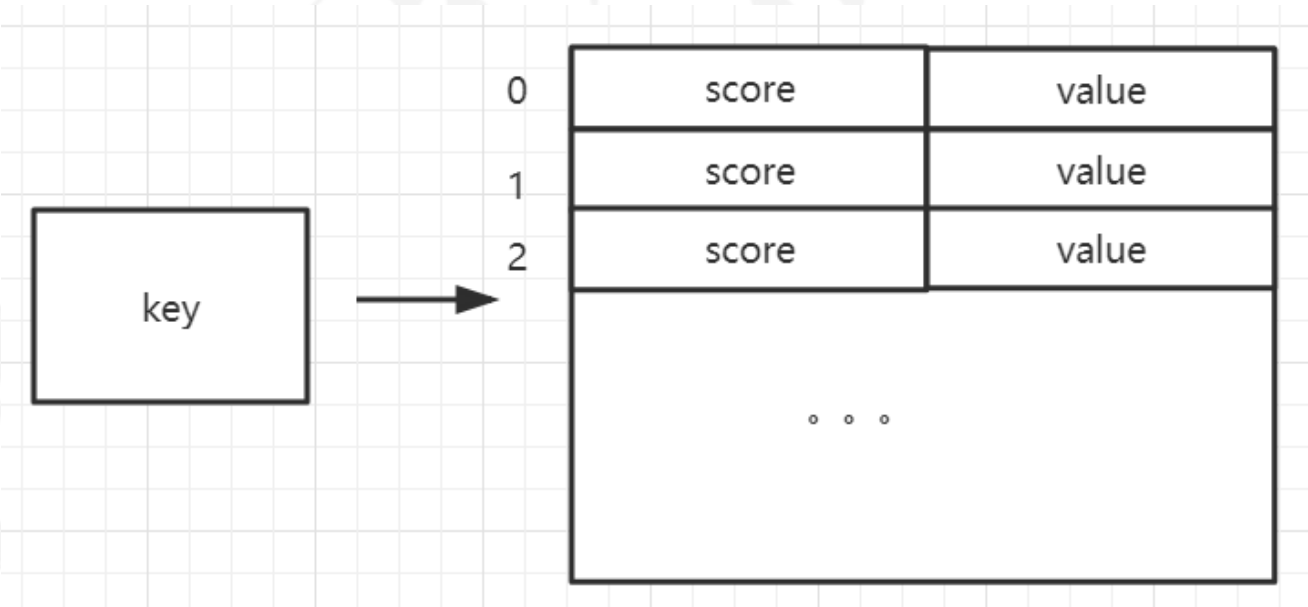 0 score value
1 score value
2 score value
key
。。。